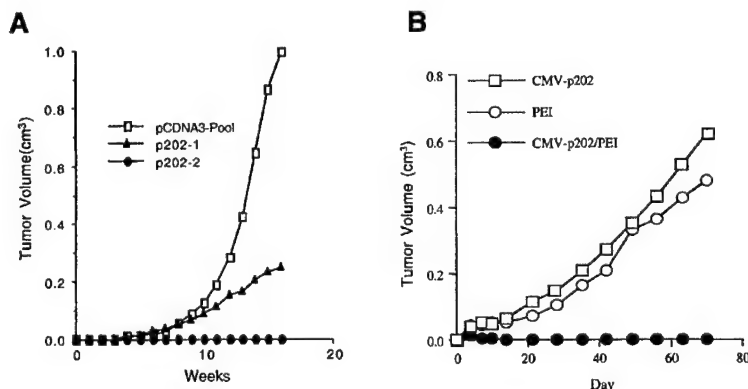 A
1.0
0.8
0.6
0.4
0.2
0.0
Tumor Volume(cm3)
pCDNA3-Pool
p202-1
p202-2
0
10
20
Weeks
B
0.8
0.6
0.4
0.2
0.0
Tumor Volume (cm3)
CMV-p202
PEI
CMV-p202/PEI
0
20
40
60
80
Day